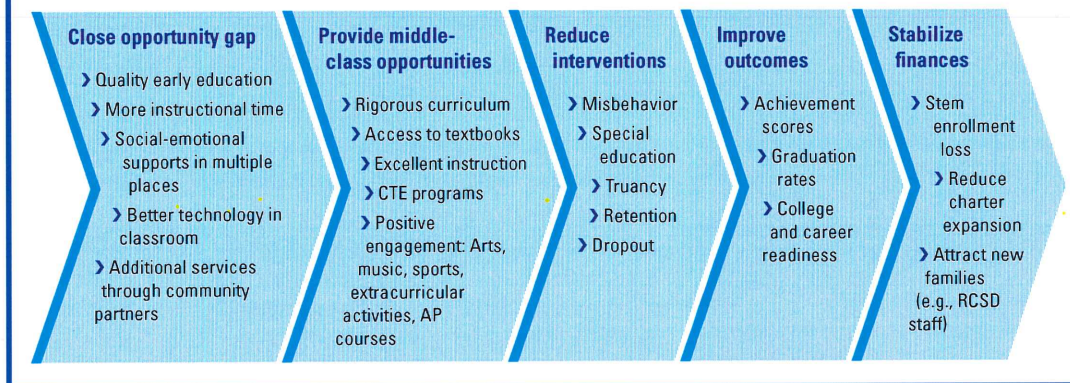 Close opportunity gap
❯ Quality early education
❯ More instructional time
❯ Social-emotional
supports in multiple
places
❯ Better technology in
classroom
❯ Additional services
through community
partners
Provide middle-
class opportunities
❯ Rigorous curriculum
❯ Access to textbooks
❯ Excellent instruction
❯ CTE programs
❯ Positive
engagement: Arts,
music, sports,
extracurricular
activities, AP
courses
Reduce
interventions
❯ Misbehavior
❯ Special
education
❯ Truancy
❯ Retention
❯ Dropout
Improve
outcomes
❯ Achievement
scores
❯ Graduation
rates
❯ College
and career
readiness
Stabilize
finances
❯ Stem
enrollment
loss
❯ Reduce
charter
expansion
❯ Attract new
families
(e.g., RCSD
staff)